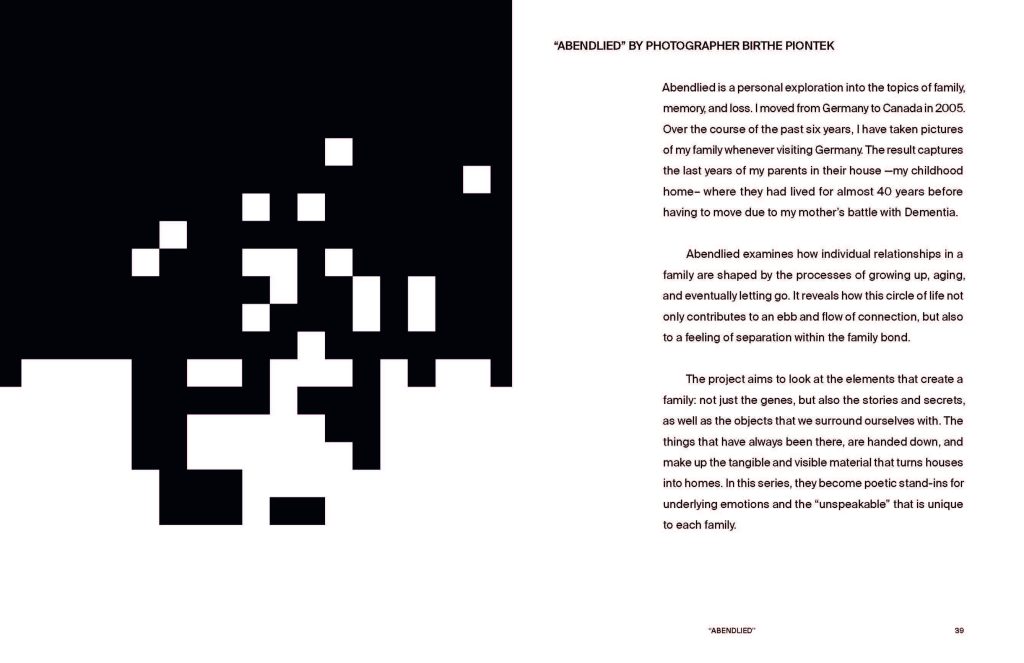 “ABENDLIED” BY PHOTOGRAPHER BIRTHE PIONTEK
Abendlied is a personal exploration into the topics of family,
memory, and loss. I moved from Germany to Canada in 2005.
Over the course of the past six years, I have taken pictures
of my family whenever visiting Germany. The result captures
the last years of my parents in their house —my childhood
home– where they had lived for almost 40 years before
having to move due to my mother’s battle with Dementia.
Abendlied examines how individual relationships in a
family are shaped by the processes of growing up, aging,
and eventually letting go. It reveals how this circle of life not
only contributes to an ebb and flow of connection, but also
to a feeling of separation within the family bond.
The project aims to look at the elements that create a
family: not just the genes, but also the stories and secrets,
as well as the objects that we surround ourselves with. The
things that have always been there, are handed down, and
make up the tangible and visible material that turns houses
into homes. In this series, they become poetic stand-ins for
underlying emotions and the “unspeakable” that is unique
to each family.
“ABENDLIED”
39